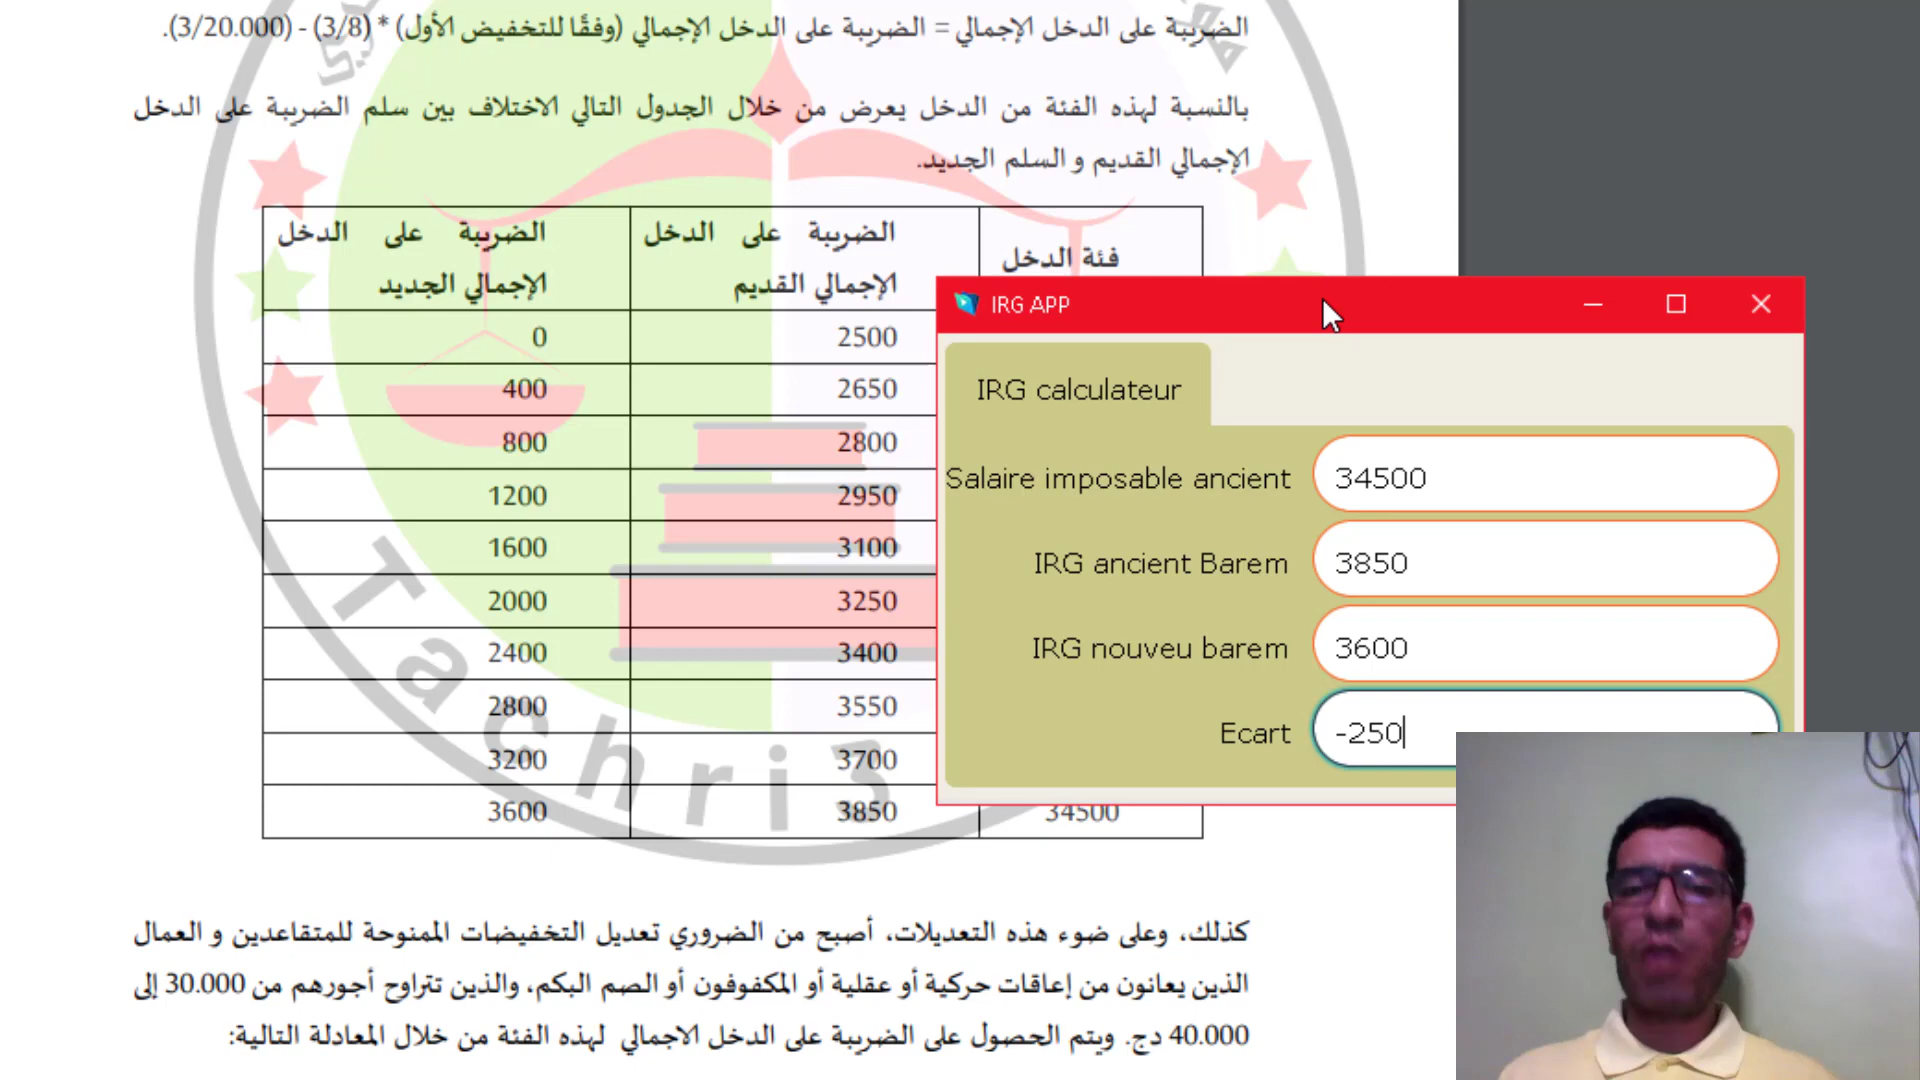 الضريبة على الدخل الإجمالي = الضريبة على الدخل الإجمالي (وفقًا للتخفيض الأول) * (3/8) - (3/20.000).
بالنسبة لهذه الفئة من الدخل يعرض من خلال الجدول التالي الاختلاف بين سلم الضريبة على الدخل
الإجمالي القديم و السلم الجديد.
فئة الدخل
الضريبة على الدخل
الإجمالي القديم
الضريبة على الدخل
الإجمالي الجديد
2500 0
2650 400
2800 800
2950 1200
3100 1600
3250 2000
3400 2400
3550 2800
3700 3200
34500 3850 3600
كذلك، وعلى ضوء هذه التعديلات، أصبح من الضروري تعديل التخفيضات الممنوحة للمتقاعدين و العمال
الذين يعانون من إعاقات حركية أو عقلية أو المكفوفون أو الصم البكم، والذين تتراوح أجورهم من 30.000 إلى
40.000 دج. ويتم الحصول على الضريبة على الدخل الاجمالي لهذه الفئة من خلال المعادلة التالية:
Tachri3
IRG APP
IRG calculateur
Salaire imposable ancient 34500
IRG ancient Barem 3850
IRG nouveu barem 3600
Ecart -250